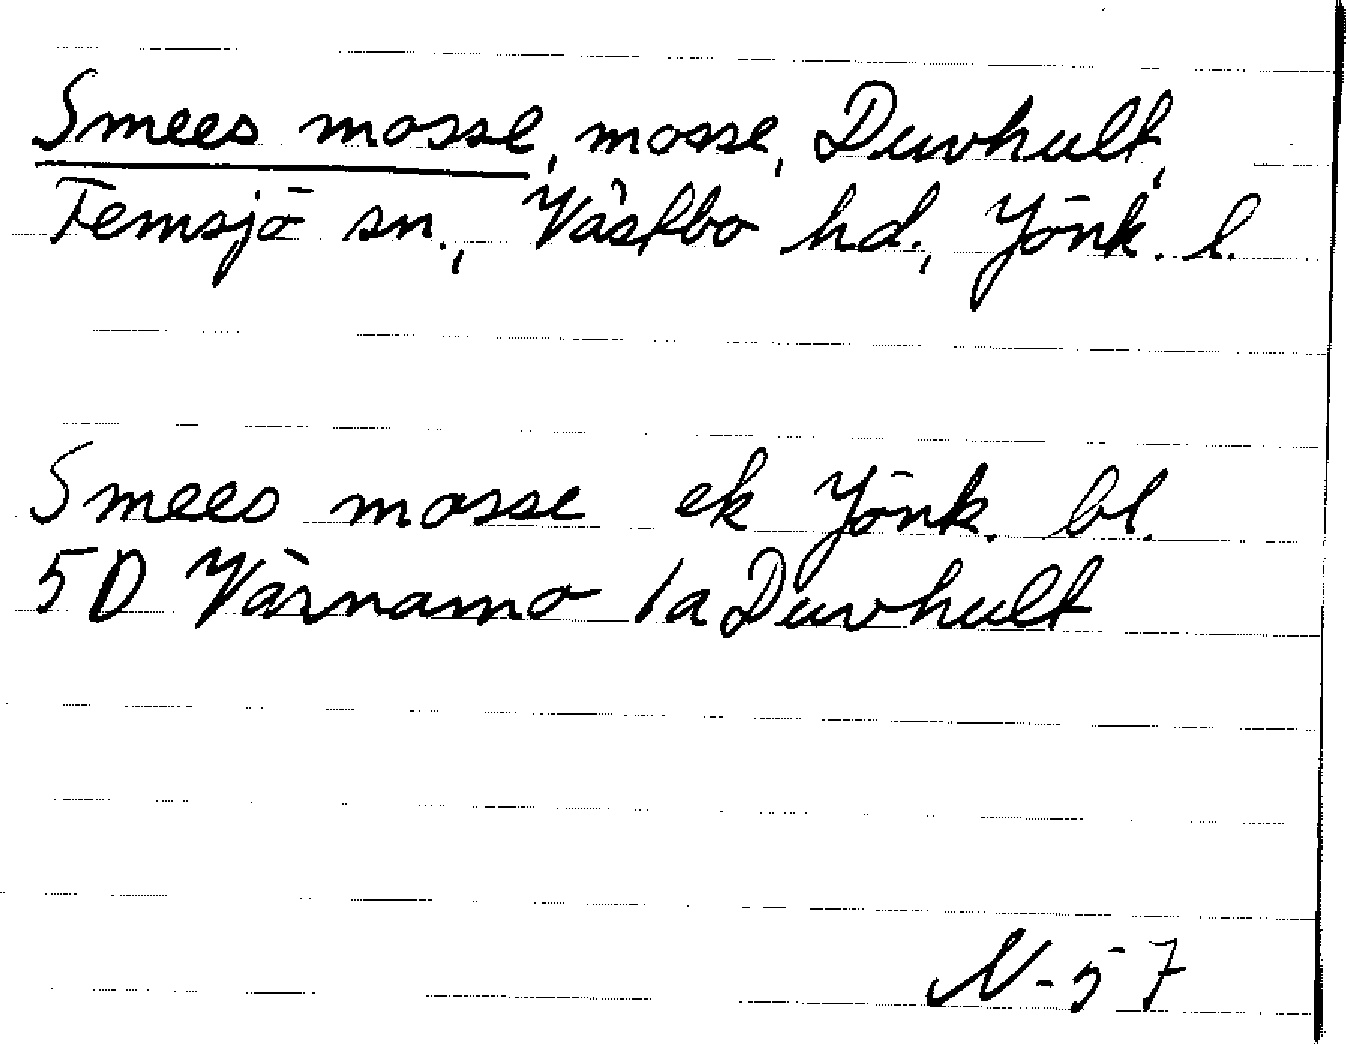 Smees mosse, mosse, Duvhult,
Femsjö sn., Västbo hd., Jönk. l.
Smees mosse ek Jönk. bl.
5D Värnamo 1a Duvhult
N-57